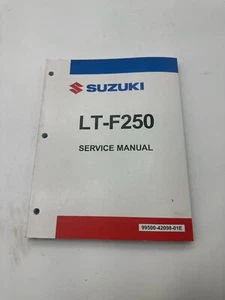 SUZUKI
LT-F250
SERVICE MANUAL
99500-42098-01E